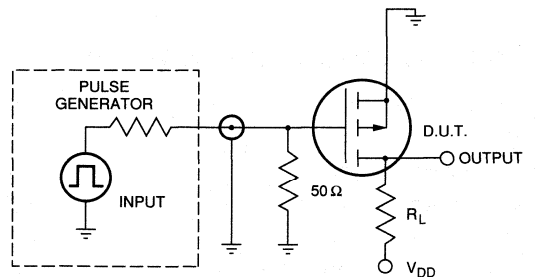 PULSE
GENERATOR
INPUT
50 Ω
D.U.T.
OUTPUT
R_L
V_DD